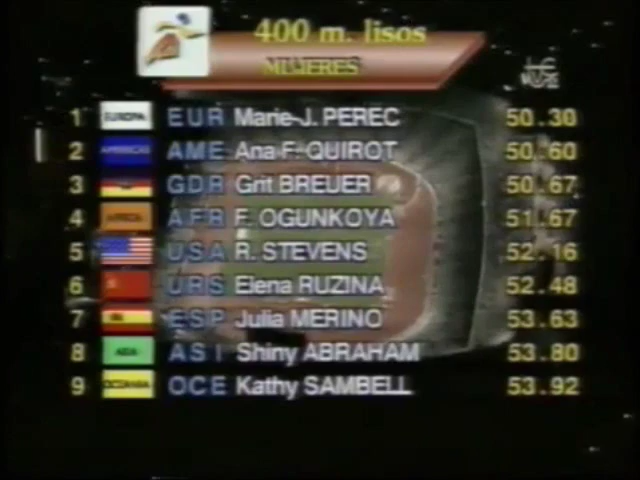 400 m. lisos
MUJERES
1 EUROPA EUR Marie-J. PEREC 50.30
2 AMERICAS AME Ana F. QUIROT 50.60
3 GDR Grit BREUER 50.67
4 AFRICA AFR F. OGUNKOYA 51.67
5 USA R. STEVENS 52.16
6 URS Elena RUZINA 52.48
7 ESP Julia MERINO 53.63
8 ASIA ASI Shiny ABRAHAM 53.80
9 OCEANIA OCE Kathy SAMBELL 53.92